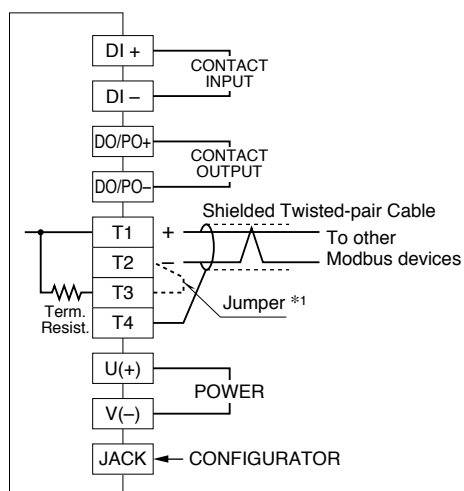 DI +
CONTACT
INPUT
DI –
DO/PO+
CONTACT
OUTPUT
DO/PO–
Shielded Twisted-pair Cable
T1
+
To other
Modbus devices
T2
–
T3
Jumper *1
Term.
Resist.
T4
U(+)
POWER
V(–)
JACK
CONFIGURATOR